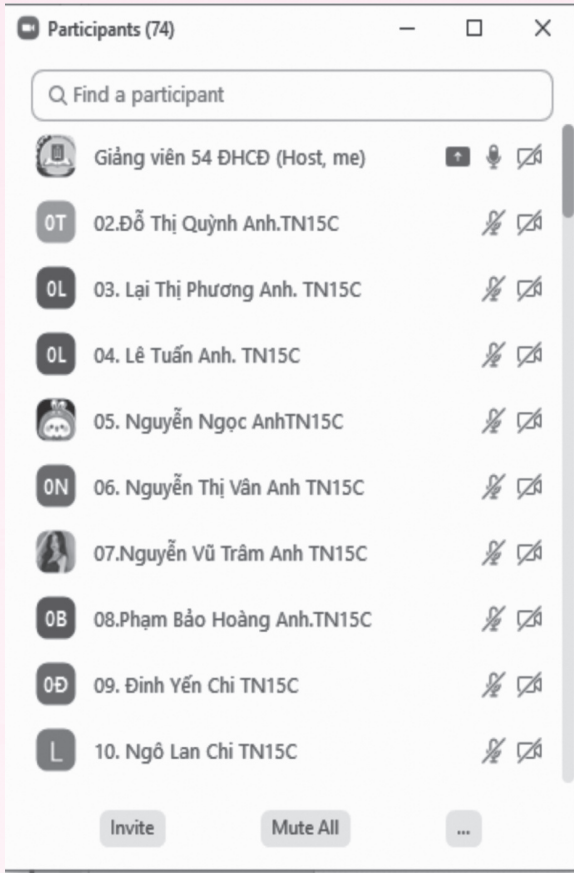 Participants (74)
Find a participant
Giảng viên 54 ĐHCĐ (Host, me)
OT 02.Đỗ Thị Quỳnh Anh.TN15C
0L 03. Lại Thị Phương Anh. TN15C
0L 04. Lê Tuấn Anh. TN15C
05. Nguyễn Ngọc AnhTN15C
0N 06. Nguyễn Thị Vân Anh TN15C
07.Nguyễn Vũ Trâm Anh TN15C
0B 08.Phạm Bảo Hoàng Anh.TN15C
0Đ 09. Đinh Yến Chi TN15C
L 10. Ngô Lan Chi TN15C
Invite Mute All ...